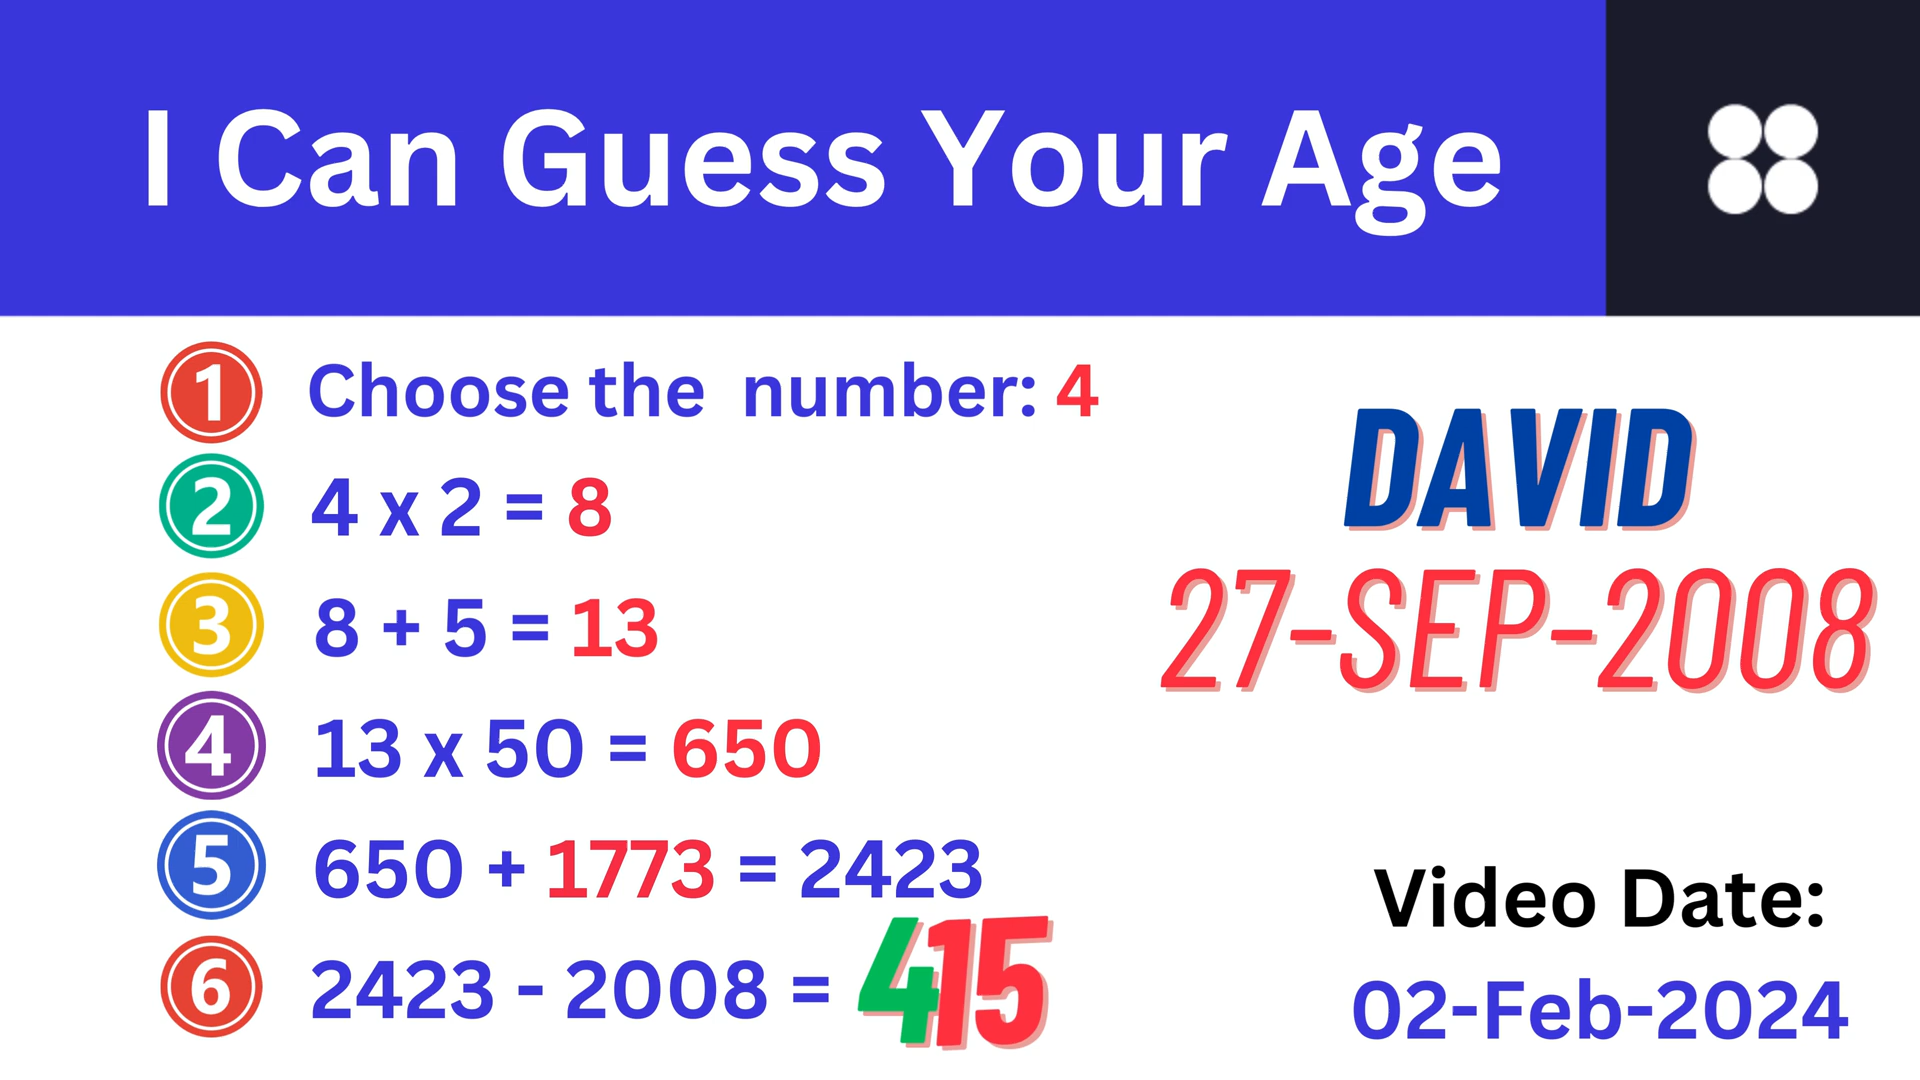 I Can Guess Your Age
1 Choose the number: 4
2 4 x 2 = 8
3 8 + 5 = 13
4 13 x 50 = 650
5 650 + 1773 = 2423
6 2423 - 2008 = 415
DAVID
27-SEP-2008
Video Date:
02-Feb-2024